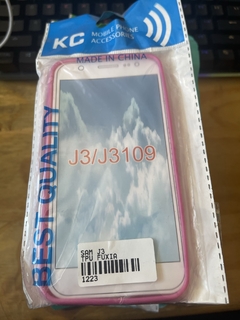 KC MOBILE PHONE
ACCESSORIES
MADE IN CHINA
J3/J3109
BEST QUALITY
SAM J3
TPU FUXIA
1223